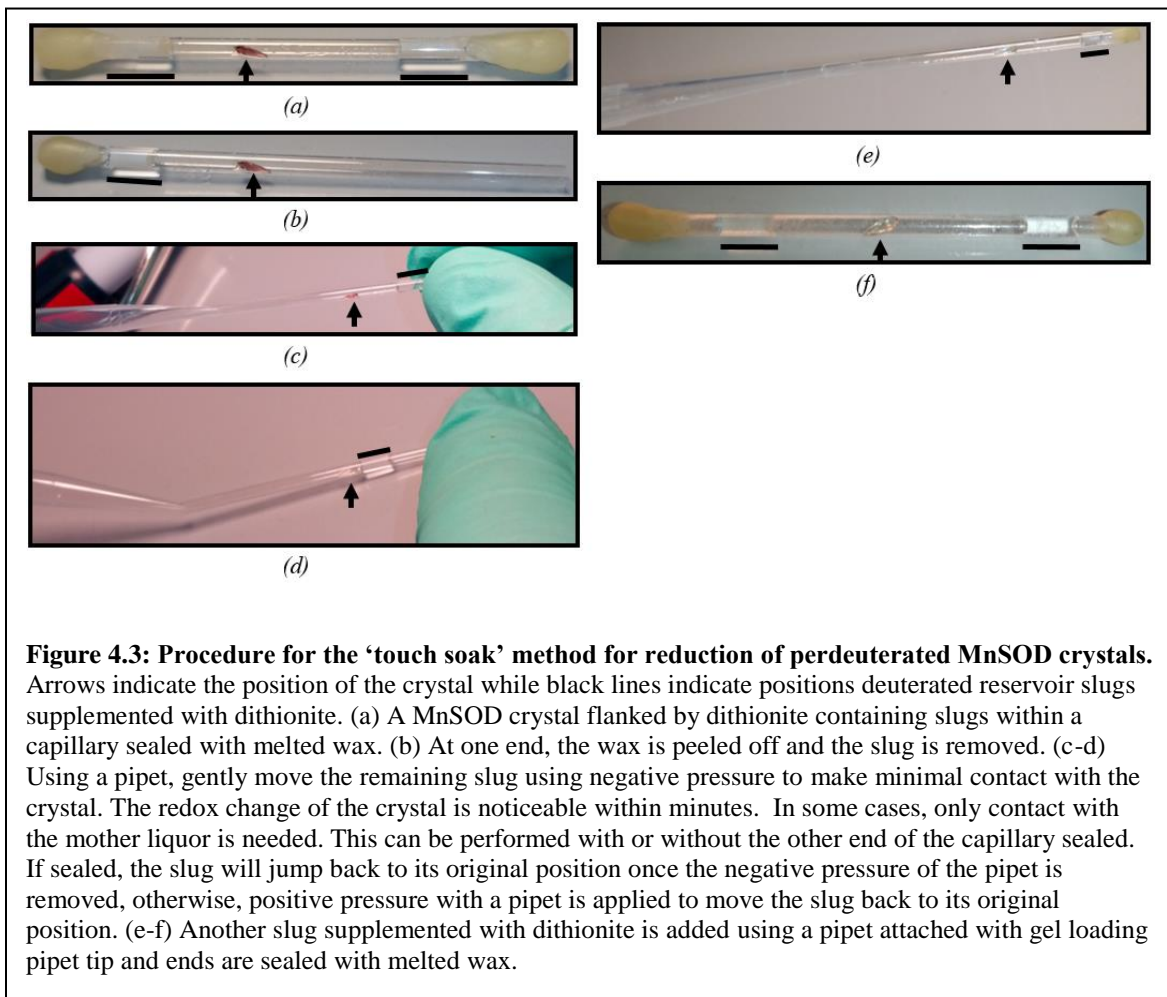 (a)
(b)
(c)
(d)
(e)
(f)
Figure 4.3: Procedure for the ‘touch soak’ method for reduction of perdeuterated MnSOD crystals.
Arrows indicate the position of the crystal while black lines indicate positions deuterated reservoir slugs
supplemented with dithionite. (a) A MnSOD crystal flanked by dithionite containing slugs within a
capillary sealed with melted wax. (b) At one end, the wax is peeled off and the slug is removed. (c-d)
Using a pipet, gently move the remaining slug using negative pressure to make minimal contact with the
crystal. The redox change of the crystal is noticeable within minutes.  In some cases, only contact with
the mother liquor is needed. This can be performed with or without the other end of the capillary sealed.
If sealed, the slug will jump back to its original position once the negative pressure of the pipet is
removed, otherwise, positive pressure with a pipet is applied to move the slug back to its original
position. (e-f) Another slug supplemented with dithionite is added using a pipet attached with gel loading
pipet tip and ends are sealed with melted wax.